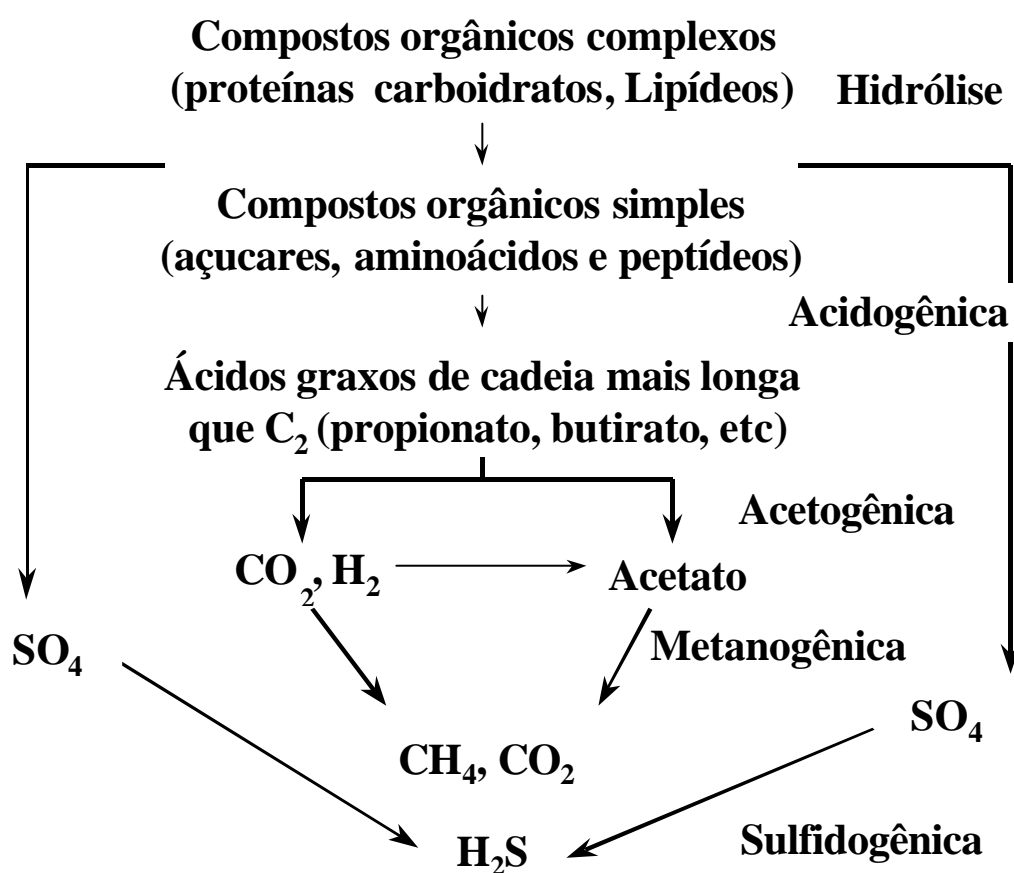 Compostos orgânicos complexos
(proteínas carboidratos, Lipídeos)
Hidrólise
Compostos orgânicos simples
(açucares, aminoácidos e peptídeos)
Acidogênica
Ácidos graxos de cadeia mais longa
que C₂ (propionato, butirato, etc)
Acetogênica
CO₂, H₂
Acetato
SO₄
Metanogênica
SO₄
CH₄, CO₂
H₂S
Sulfidogênica